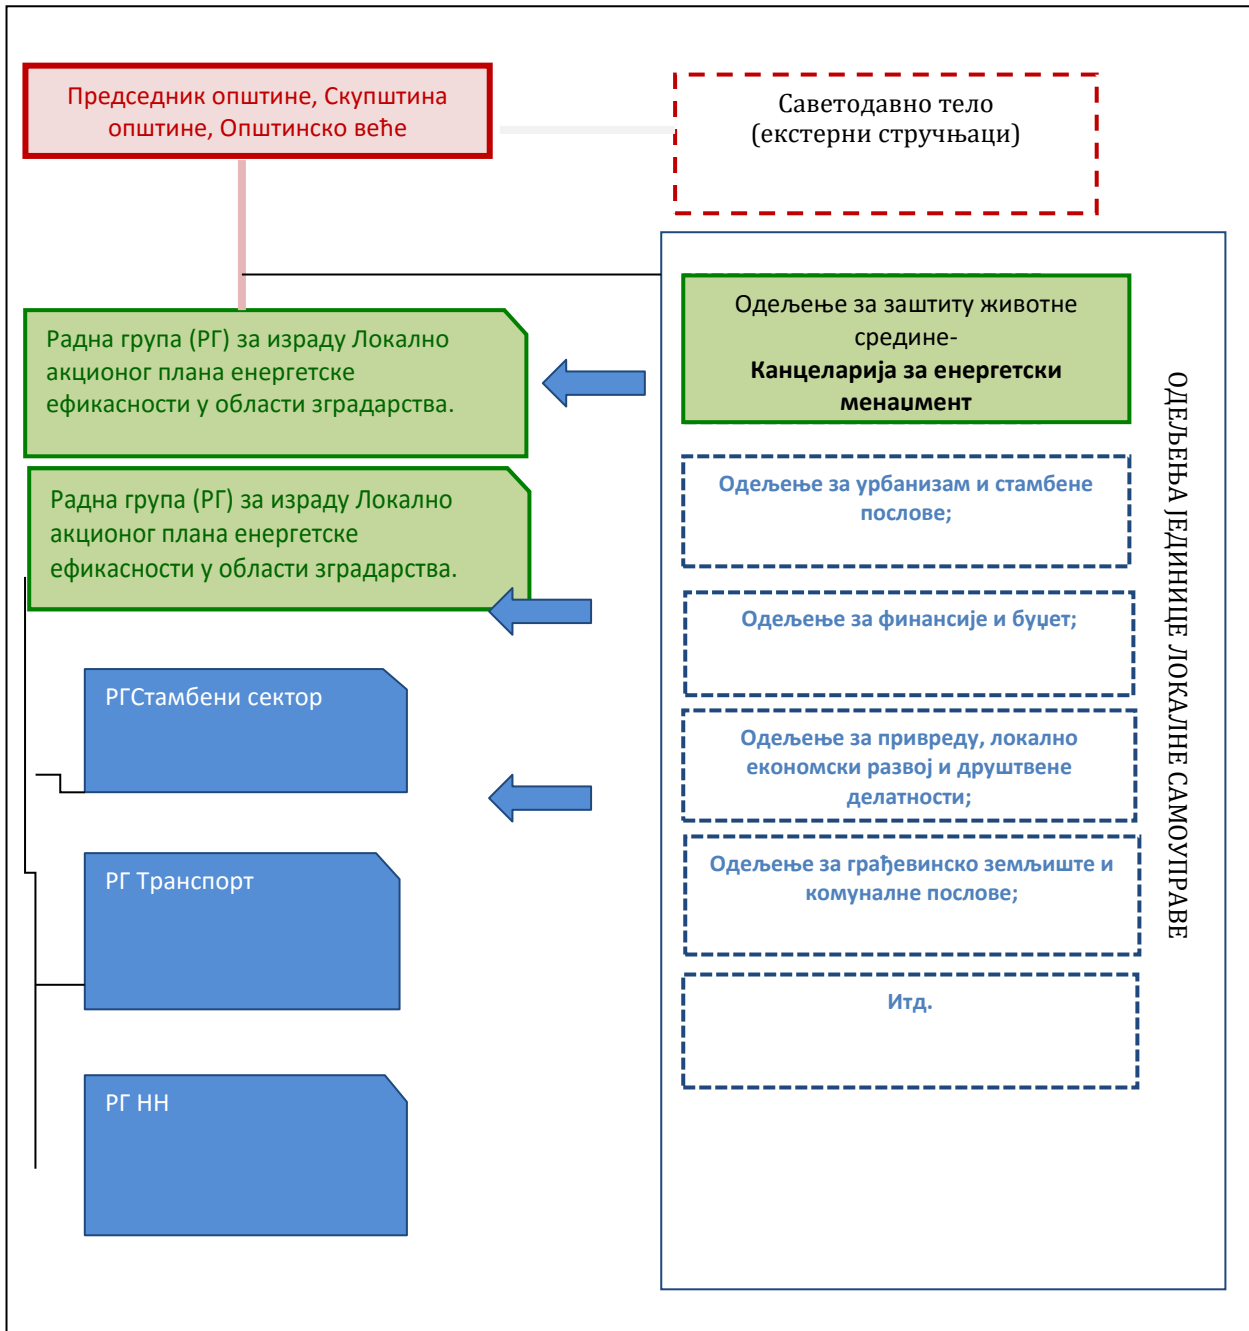 Председник општине, Скупштина
општине, Општинско веће
Саветодавно тело
(екстерни стручњаци)
Радна група (РГ) за израду Локално
акционог плана енергетске
ефикасности у области зградарства.
Радна група (РГ) за израду Локално
акционог плана енергетске
ефикасности у области зградарства.
РГСтамбени сектор
РГ Транспорт
РГ НН
Одељење за заштиту животне
средине-
Канцеларија за енергетски
менаџмент
Одељење за урбанизам и стамбене
послове;
Одељење за финансије и буџет;
Одељење за привреду, локално
економски развој и друштвене
делатности;
Одељење за грађевинско земљиште и
комуналне послове;
Итд.
ОДЕЉЕЊА ЈЕДИНИЦЕ ЛОКАЛНЕ САМОУПРАВЕ